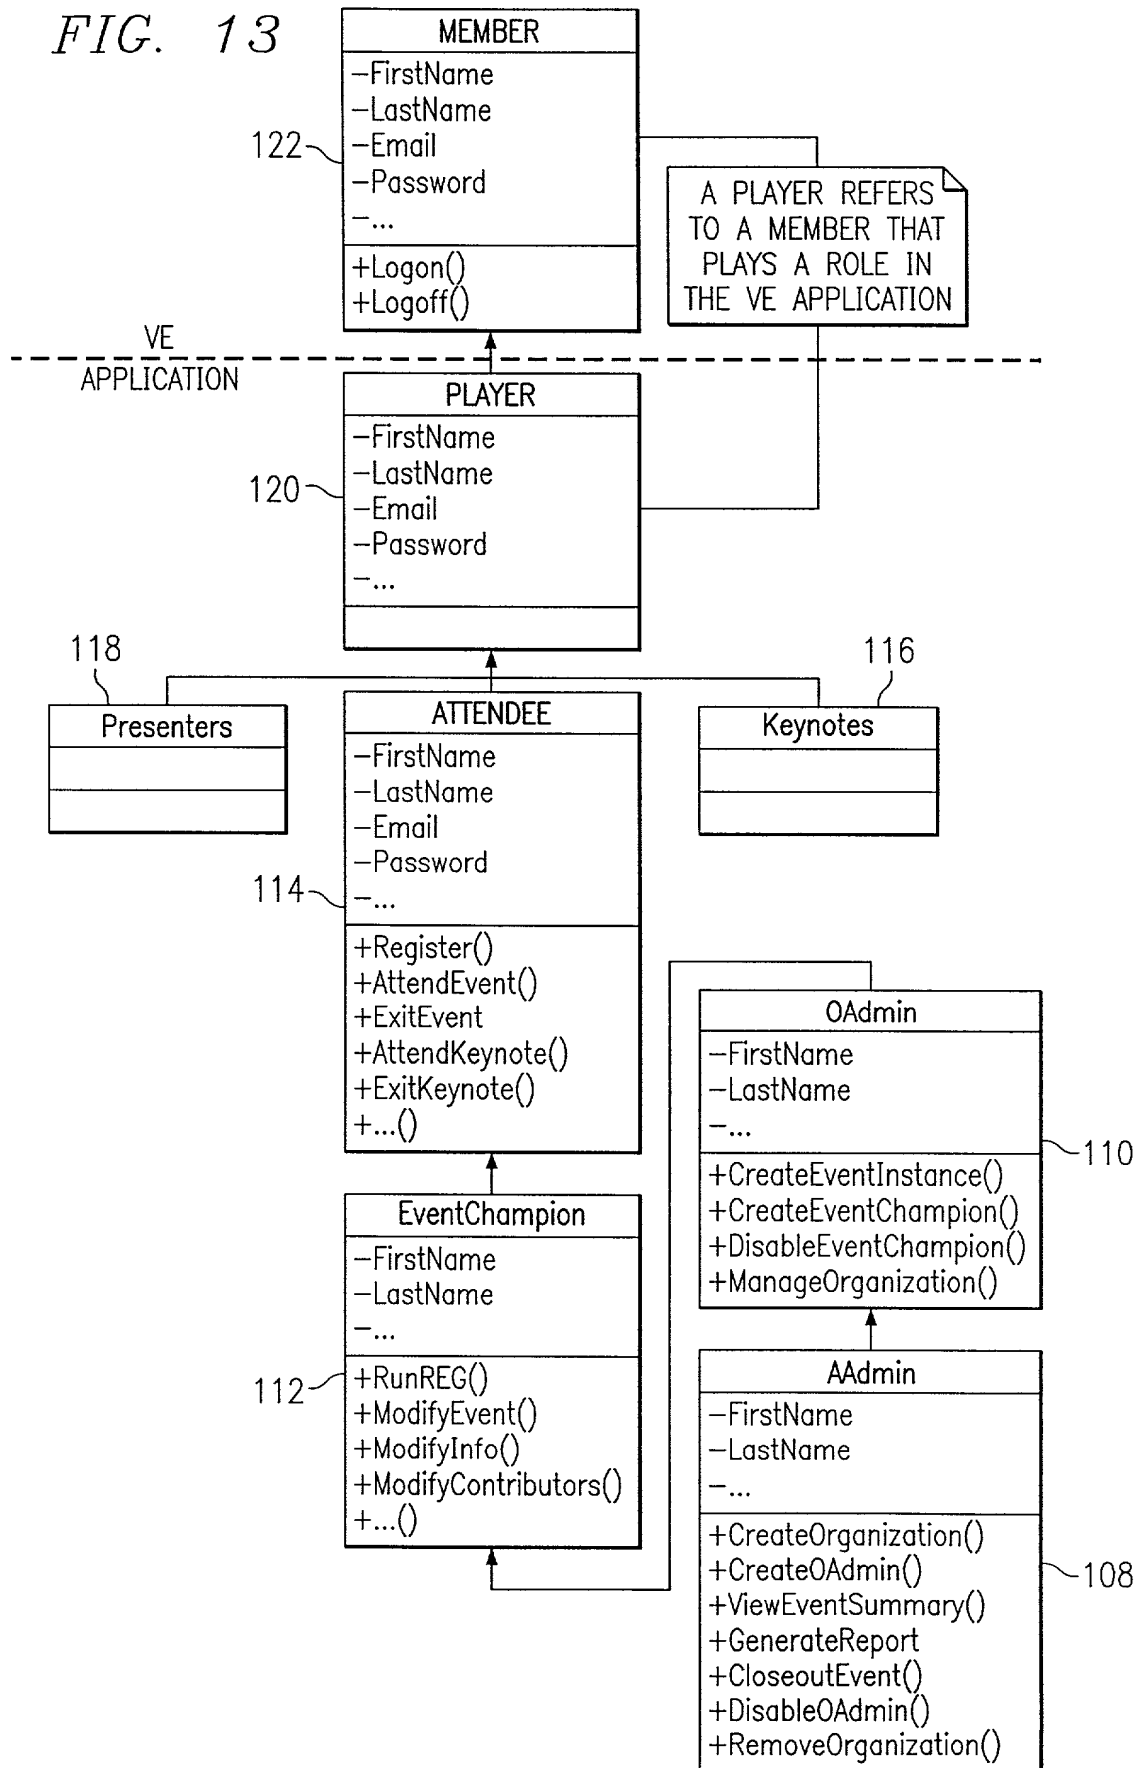 FIG. 13
MEMBER
-FirstName
-LastName
-Email
-Password
-...
+Logon()
+Logoff()
122
A PLAYER REFERS
TO A MEMBER THAT
PLAYS A ROLE IN
THE VE APPLICATION
VE
APPLICATION
PLAYER
-FirstName
-LastName
-Email
-Password
-...
120
118
Presenters
116
Keynotes
ATTENDEE
-FirstName
-LastName
-Email
-Password
-...
+Register()
+AttendEvent()
+ExitEvent
+AttendKeynote()
+ExitKeynote()
+...()
114
OAdmin
-FirstName
-LastName
-...
+CreateEventInstance()
+CreateEventChampion()
+DisableEventChampion()
+ManageOrganization()
110
EventChampion
-FirstName
-LastName
-...
+RunREG()
+ModifyEvent()
+ModifyInfo()
+ModifyContributors()
+...()
112
AAdmin
-FirstName
-LastName
-...
+CreateOrganization()
+CreateOAdmin()
+ViewEventSummary()
+GenerateReport
+CloseoutEvent()
+DisableOAdmin()
+RemoveOrganization()
108